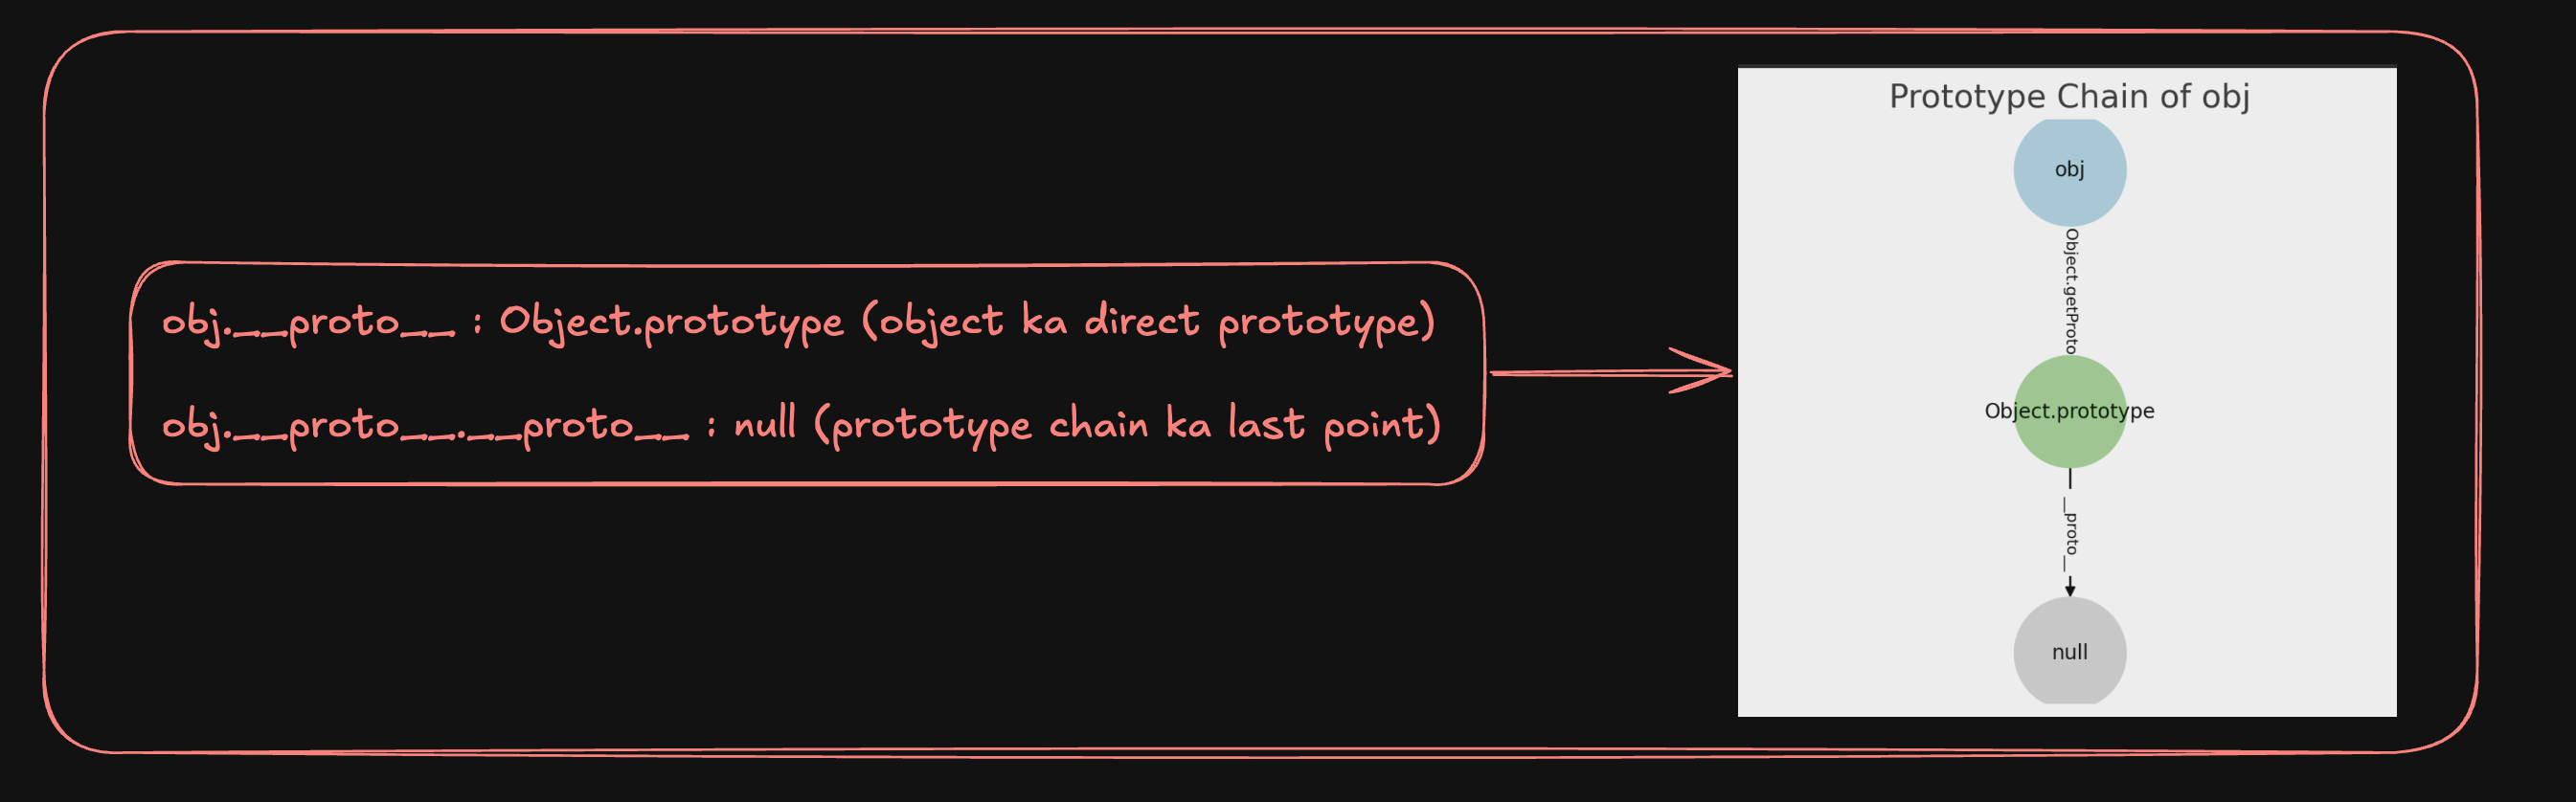 obj.__proto__ : Object.prototype (object ka direct prototype)
obj.__proto__.__proto__ : null (prototype chain ka last point)
Prototype Chain of obj
obj
Object.getProto
Object.prototype
__proto__
null